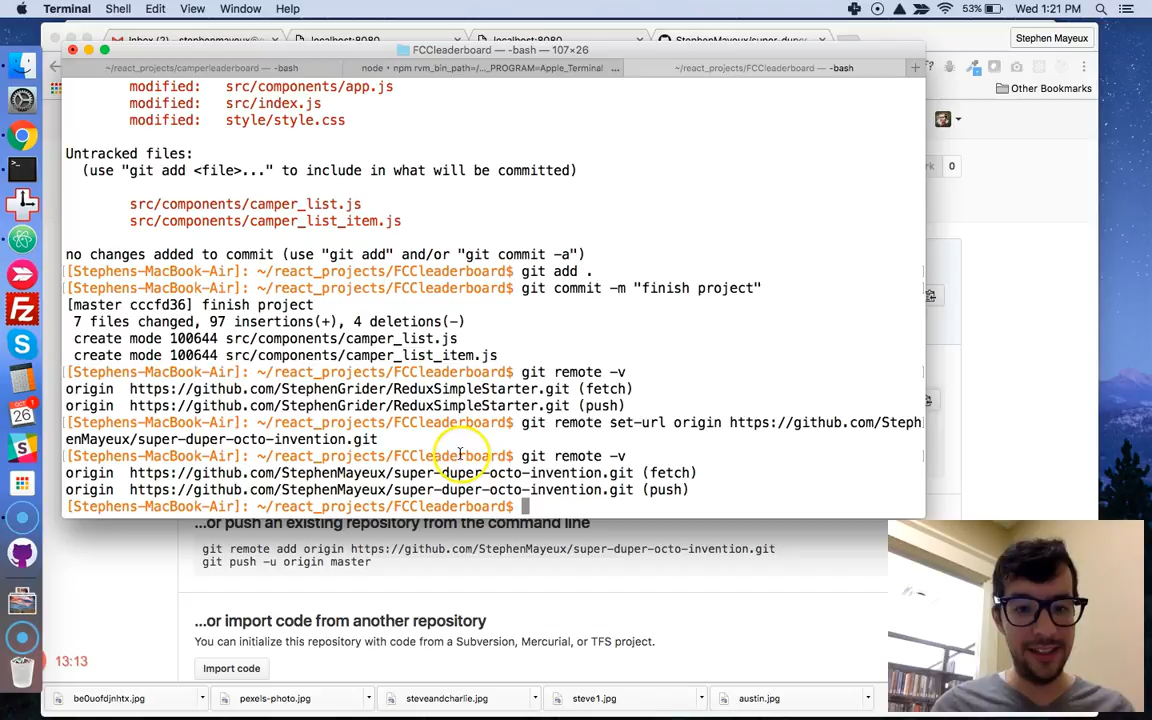 Terminal Shell Edit View Window Help 53% Wed 1:21 PM
Inbox (2) - stephenmayeux@ localhost:8080 localhost:8080 Stephen Mayeux
FCCleaderboard — -bash — 107×26
~/react_projects/camperleaderboard — -bash node • npm rvm_bin_path=/..._PROGRAM=Apple_Terminal ... ~/react_projects/FCCleaderboard — -bash +
Other Bookmarks
modified: src/components/app.js
modified: src/index.js
modified: style/style.css
Untracked files:
(use "git add <file>..." to include in what will be committed)
0
src/components/camper_list.js
src/components/camper_list_item.js
no changes added to commit (use "git add" and/or "git commit -a")
[[Stephens-MacBook-Air]: ~/react_projects/FCCleaderboard$ git add . ]
[[Stephens-MacBook-Air]: ~/react_projects/FCCleaderboard$ git commit -m "finish project" ]
[master cccfd36] finish project
7 files changed, 97 insertions(+), 4 deletions(-)
create mode 100644 src/components/camper_list.js
create mode 100644 src/components/camper_list_item.js
[[Stephens-MacBook-Air]: ~/react_projects/FCCleaderboard$ git remote -v ]
origin https://github.com/StephenGrider/ReduxSimpleStarter.git (fetch)
origin https://github.com/StephenGrider/ReduxSimpleStarter.git (push)
[[Stephens-MacBook-Air]: ~/react_projects/FCCleaderboard$ git remote set-url origin https://github.com/Steph]
enMayeux/super-duper-octo-invention.git
[[Stephens-MacBook-Air]: ~/react_projects/FCCleaderboard$ git remote -v ]
origin https://github.com/StephenMayeux/super-duper-octo-invention.git (fetch)
origin https://github.com/StephenMayeux/super-duper-octo-invention.git (push)
[Stephens-MacBook-Air]: ~/react_projects/FCCleaderboard$
...or push an existing repository from the command line
git remote add origin https://github.com/StephenMayeux/super-duper-octo-invention.git
git push -u origin master
...or import code from another repository
You can initialize this repository with code from a Subversion, Mercurial, or TFS project.
13:13
Import code
be0uofdjnhtx.jpg pexels-photo.jpg steveandcharlie.jpg steve1.jpg austin.jpg